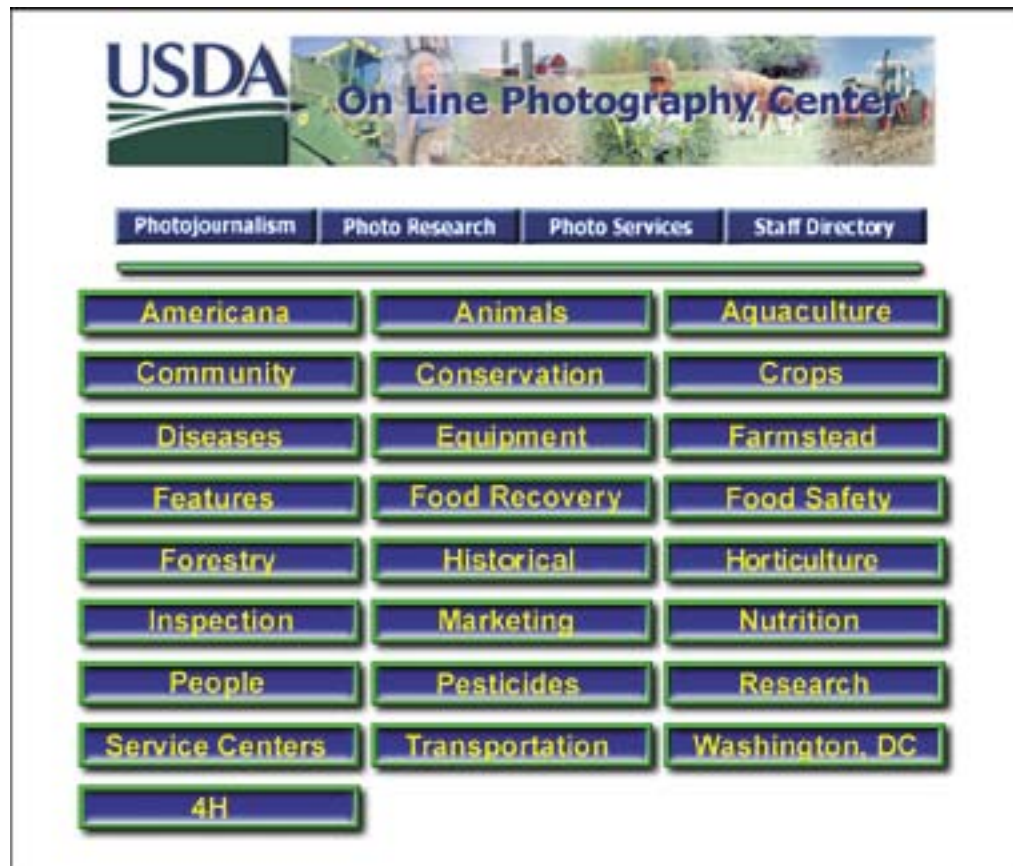 USDA
On Line Photography Center
Photojournalism Photo Research Photo Services Staff Directory
Americana Animals Aquaculture
Community Conservation Crops
Diseases Equipment Farmstead
Features Food Recovery Food Safety
Forestry Historical Horticulture
Inspection Marketing Nutrition
People Pesticides Research
Service Centers Transportation Washington, DC
4H